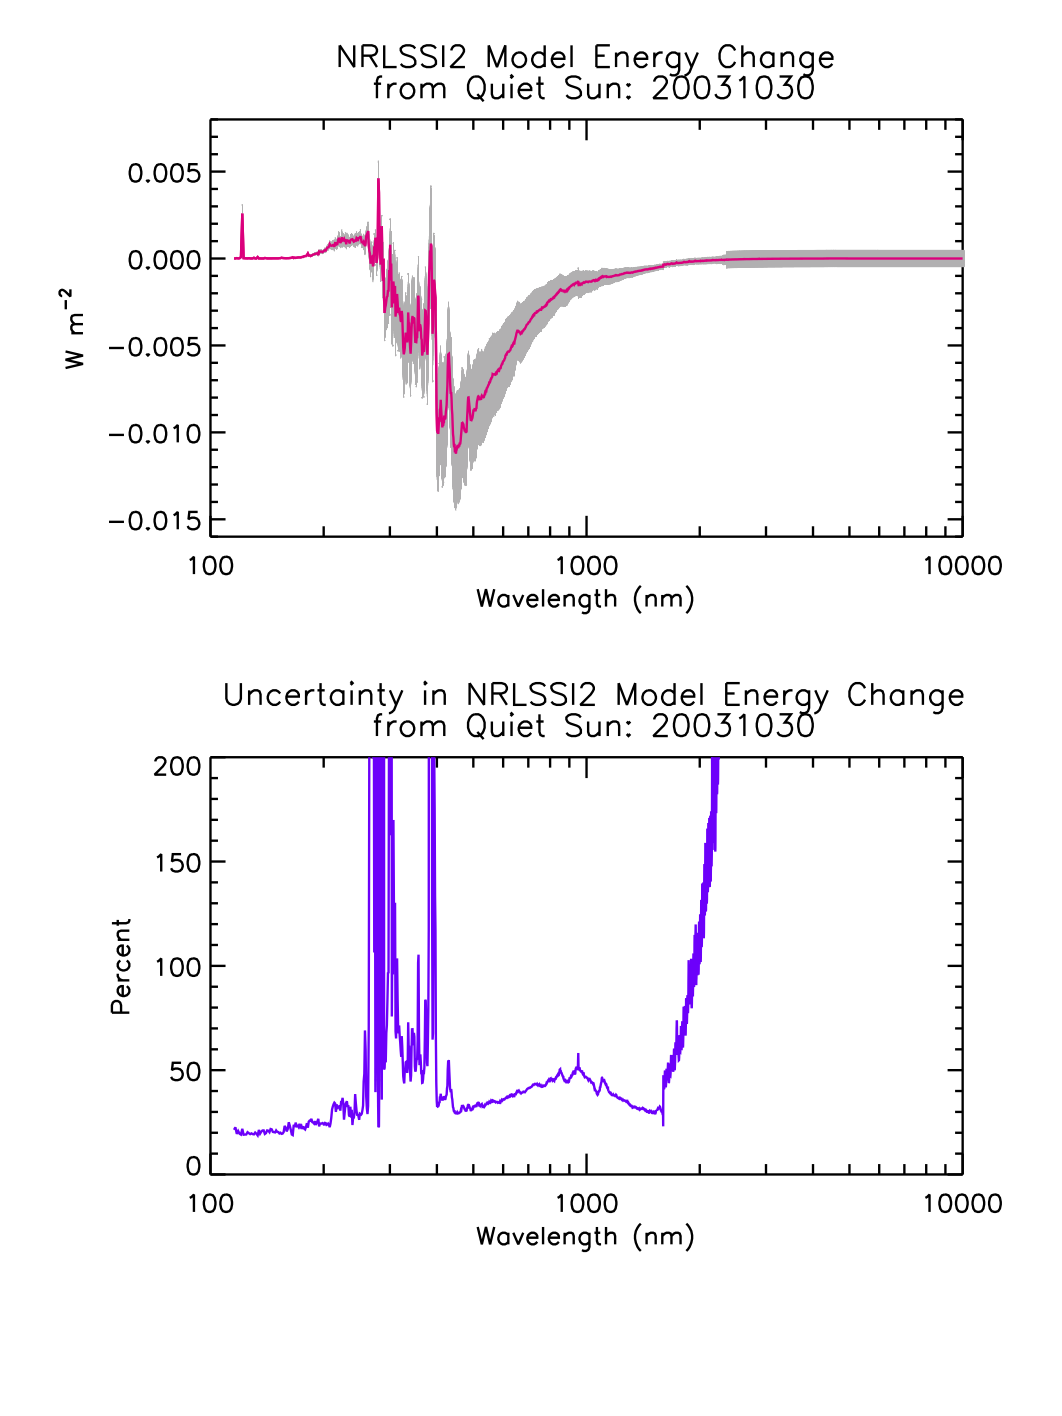 NRLSSI2 Model Energy Change
from Quiet Sun: 20031030
0.005
0.000
−0.005
−0.010
−0.015
W m⁻²
100 1000 10000
Wavelength (nm)
Uncertainty in NRLSSI2 Model Energy Change
from Quiet Sun: 20031030
200
150
100
50
0
Percent
100 1000 10000
Wavelength (nm)